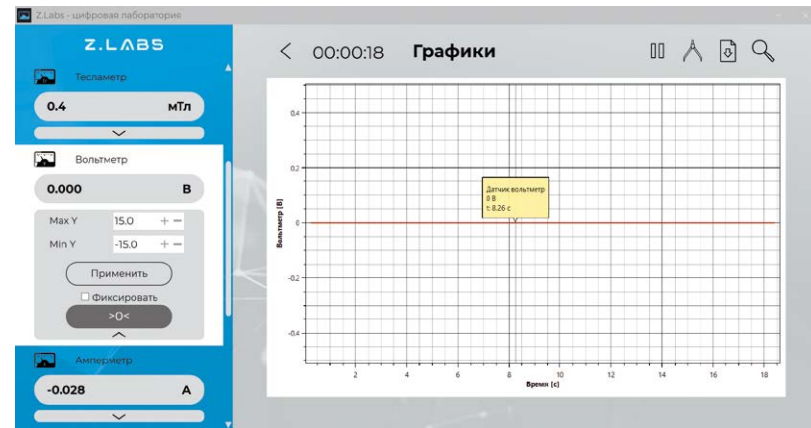 Z.Labs - цифровая лаборатория
Z.LABS
Тесламетр
0.4 мТл
Вольтметр
0.000 В
Max Y 15.0 + −
Min Y -15.0 + −
Применить
Фиксировать
>0<
Амперметр
-0.028 А
00:00:18 Графики
0,4
0,2
0
-0,2
-0,4
Вольтметр [В]
Датчик вольтметр
0 В
t: 8.26 с
2 4 6 8 10 12 14 16 18
Время [с]